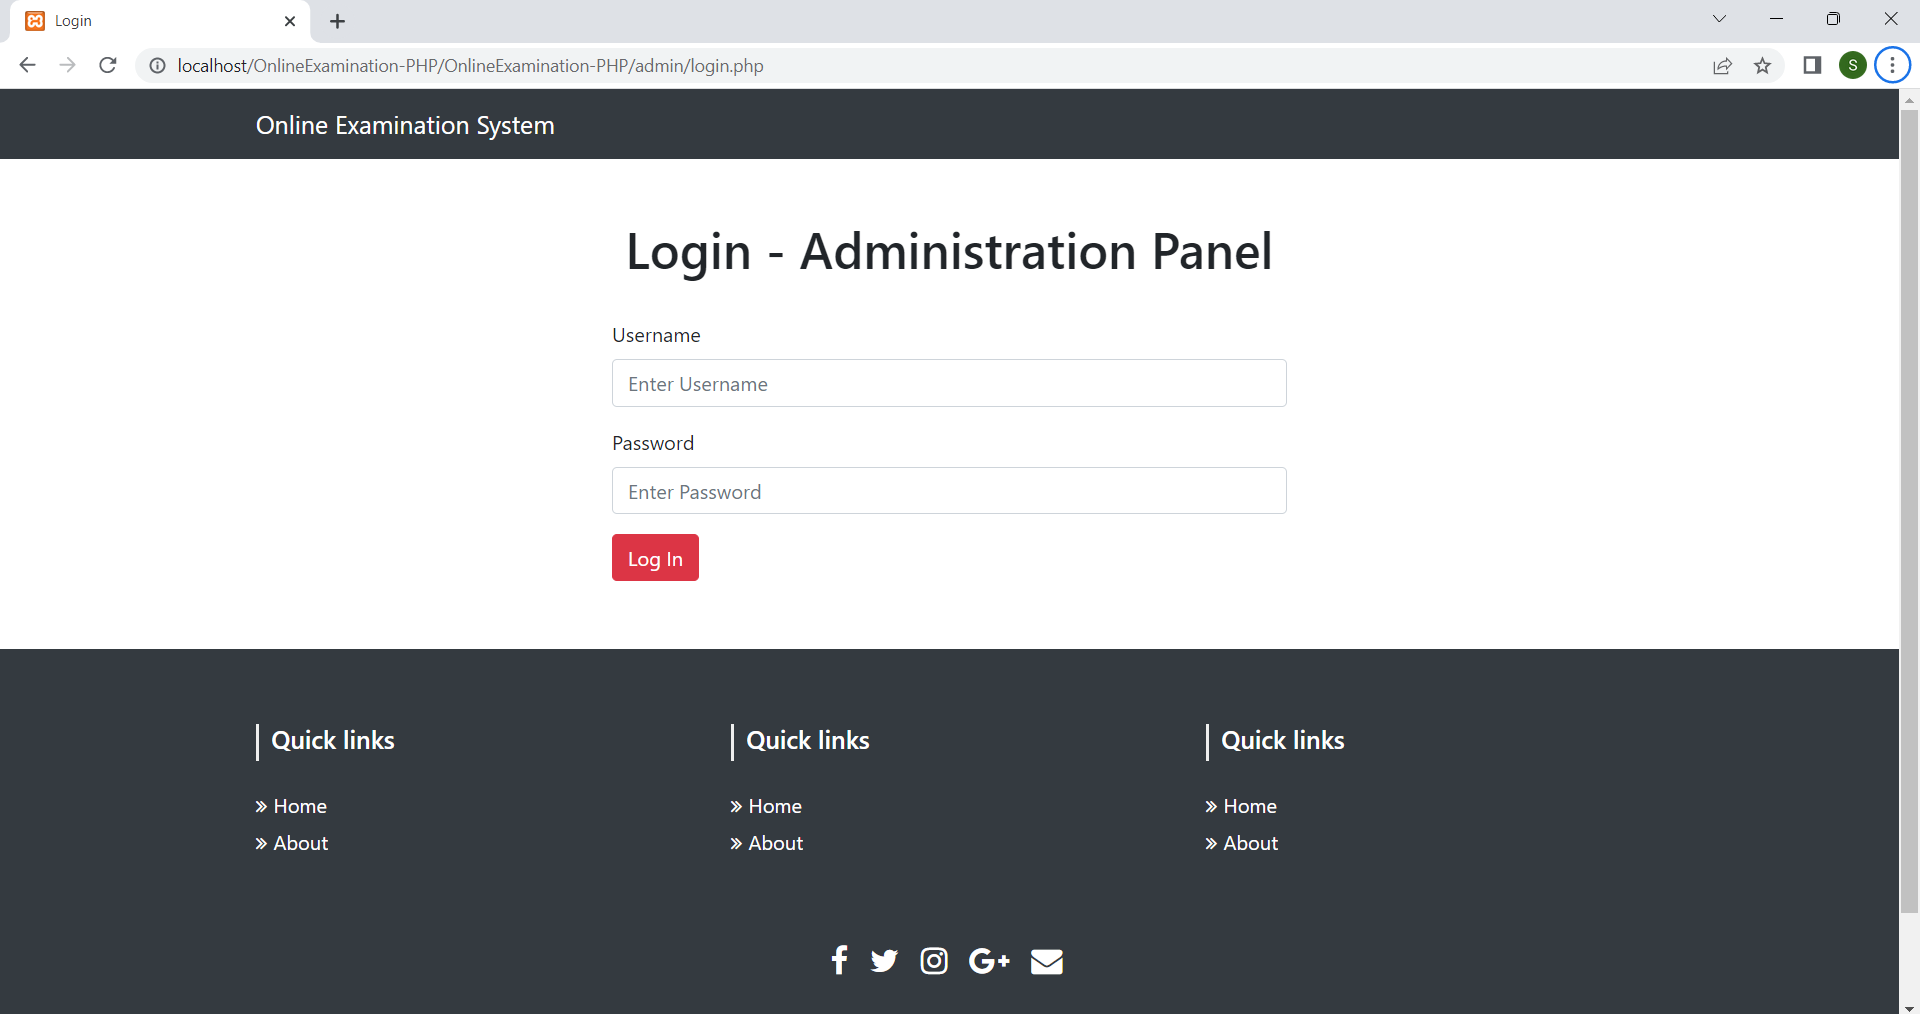 Login
localhost/OnlineExamination-PHP/OnlineExamination-PHP/admin/login.php
S
Online Examination System
Login - Administration Panel
Username
Enter Username
Password
Enter Password
Log In
Quick links
» Home
» About
Quick links
» Home
» About
Quick links
» Home
» About